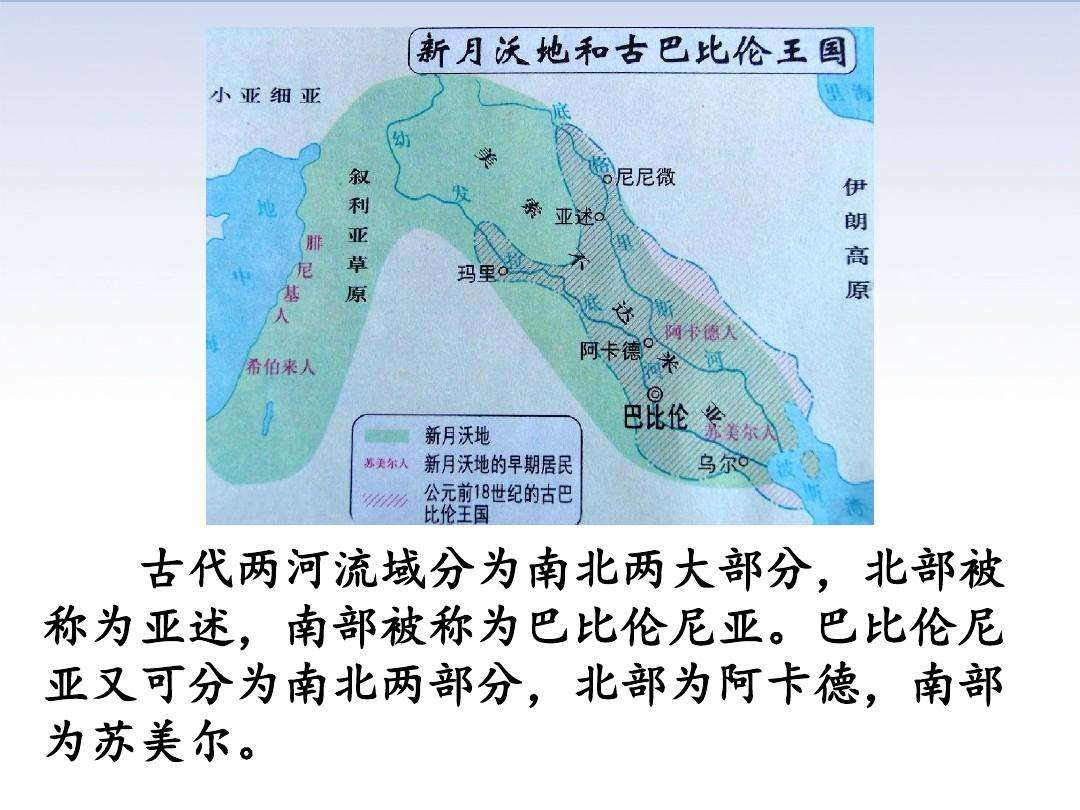 新月沃地和古巴比伦王国
小亚细亚
里海
幼发拉底河
底格里斯河
美索不达米亚
叙利亚草原
伊朗高原
地中海
腓尼基人
希伯来人
尼尼微
亚述
玛里
阿卡德人
阿卡德
巴比伦
苏美尔人
乌尔
波斯湾
新月沃地
苏美尔人 新月沃地的早期居民
公元前18世纪的古巴
比伦王国
古代两河流域分为南北两大部分，北部被
称为亚述，南部被称为巴比伦尼亚。巴比伦尼
亚又可分为南北两部分，北部为阿卡德，南部
为苏美尔。